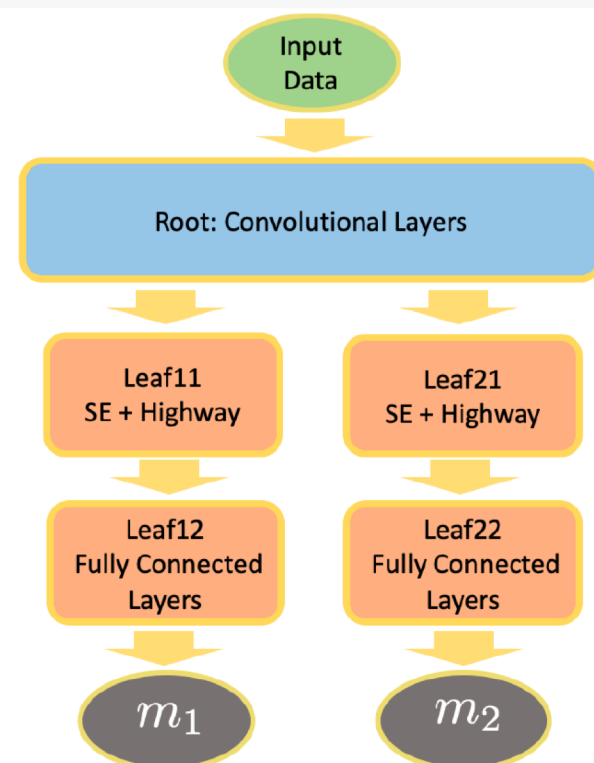 Input
Data
Root: Convolutional Layers
Leaf11
SE + Highway
Leaf21
SE + Highway
Leaf12
Fully Connected
Layers
Leaf22
Fully Connected
Layers
m₁
m₂